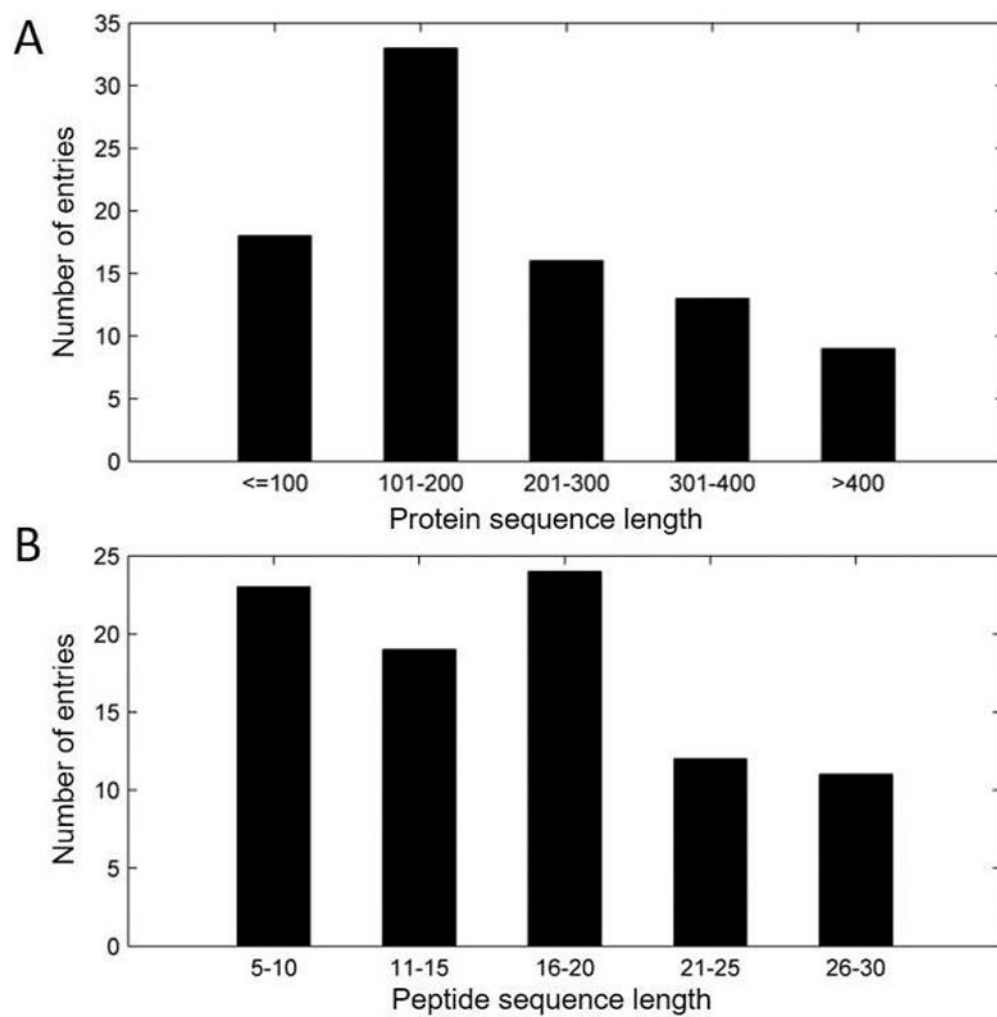 A
35
30
25
20
15
10
5
0
Number of entries
<=100 101-200 201-300 301-400 >400
Protein sequence length
B
25
20
15
10
5
0
Number of entries
5-10 11-15 16-20 21-25 26-30
Peptide sequence length